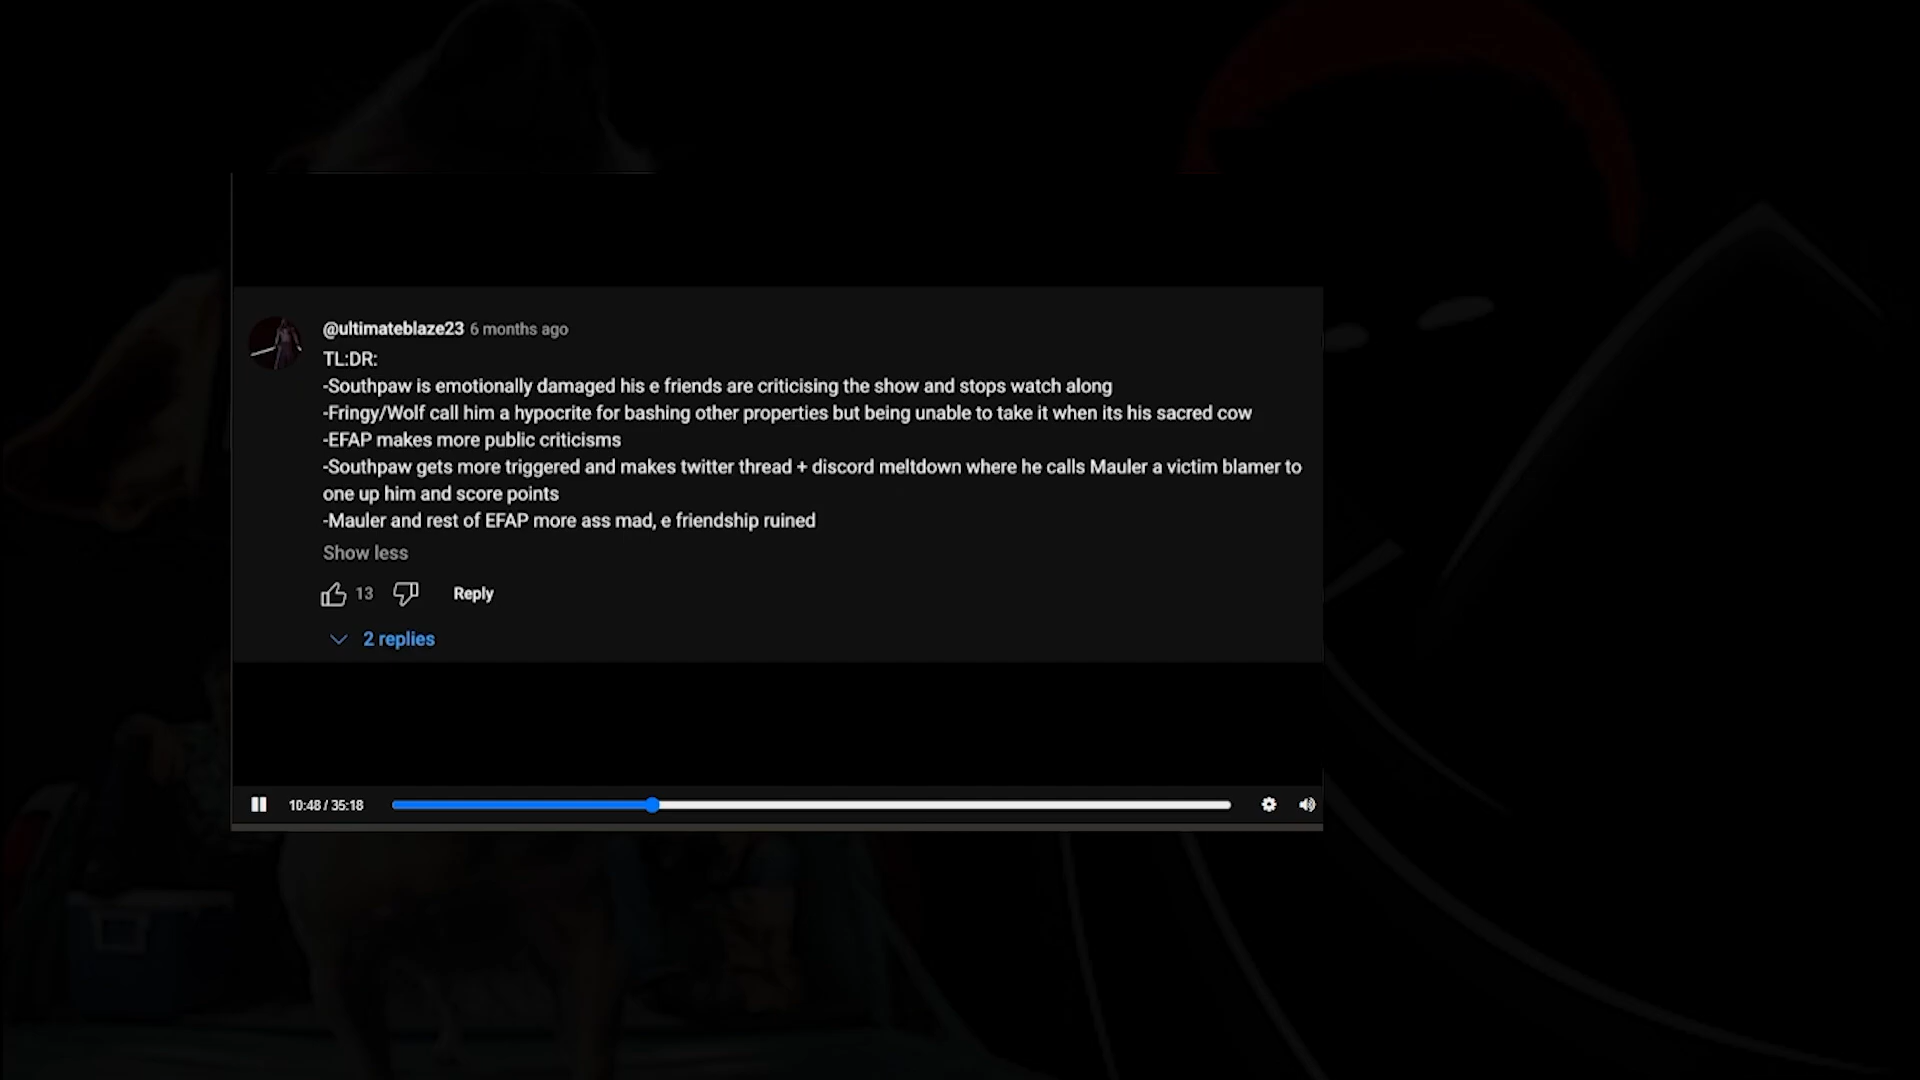 @ultimateblaze23 6 months ago
TL:DR:
-Southpaw is emotionally damaged his e friends are criticising the show and stops watch along
-Fringy/Wolf call him a hypocrite for bashing other properties but being unable to take it when its his sacred cow
-EFAP makes more public criticisms
-Southpaw gets more triggered and makes twitter thread + discord meltdown where he calls Mauler a victim blamer to
one up him and score points
-Mauler and rest of EFAP more ass mad, e friendship ruined
Show less
13 Reply
2 replies
10:48 / 35:18